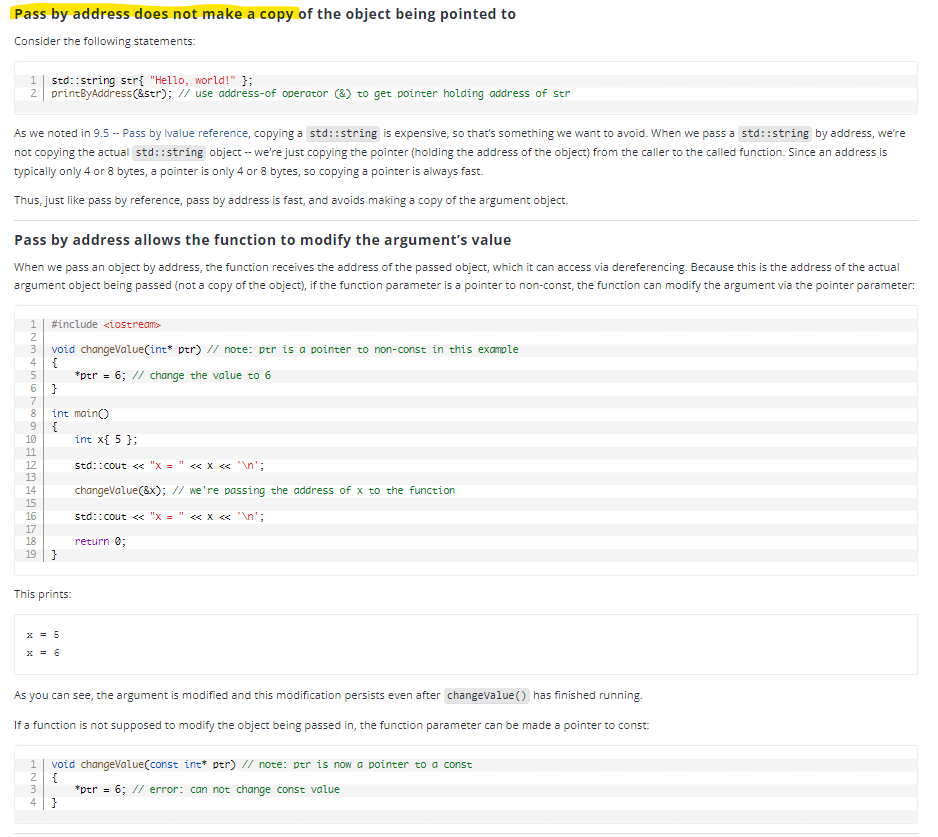 Pass by address does not make a copy of the object being pointed to
Consider the following statements:
1 std::string str{ "Hello, world!" };
2 printByAddress(&str); // use address-of operator (&) to get pointer holding address of str
As we noted in 9.5 -- Pass by lvalue reference, copying a std::string is expensive, so that's something we want to avoid. When we pass a std::string by address, we're
not copying the actual std::string object -- we're just copying the pointer (holding the address of the object) from the caller to the called function. Since an address is
typically only 4 or 8 bytes, a pointer is only 4 or 8 bytes, so copying a pointer is always fast.
Thus, just like pass by reference, pass by address is fast, and avoids making a copy of the argument object.
Pass by address allows the function to modify the argument's value
When we pass an object by address, the function receives the address of the passed object, which it can access via dereferencing. Because this is the address of the actual
argument object being passed (not a copy of the object), if the function parameter is a pointer to non-const, the function can modify the argument via the pointer parameter:
1 #include <iostream>
2
3 void changeValue(int* ptr) // note: ptr is a pointer to non-const in this example
4 {
5 *ptr = 6; // change the value to 6
6 }
7
8 int main()
9 {
10 int x{ 5 };
11
12 std::cout << "x = " << x << '\n';
13
14 changeValue(&x); // we're passing the address of x to the function
15
16 std::cout << "x = " << x << '\n';
17
18 return 0;
19 }
This prints:
x = 5
x = 6
As you can see, the argument is modified and this modification persists even after changeValue() has finished running.
If a function is not supposed to modify the object being passed in, the function parameter can be made a pointer to const:
1 void changeValue(const int* ptr) // note: ptr is now a pointer to a const
2 {
3 *ptr = 6; // error: can not change const value
4 }